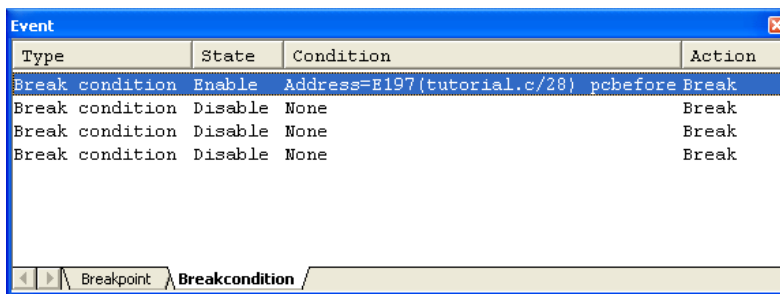 Event
Type State Condition Action
Break condition Enable Address=E197(tutorial.c/28) pcbefore Break
Break condition Disable None Break
Break condition Disable None Break
Break condition Disable None Break
Breakpoint Breakcondition